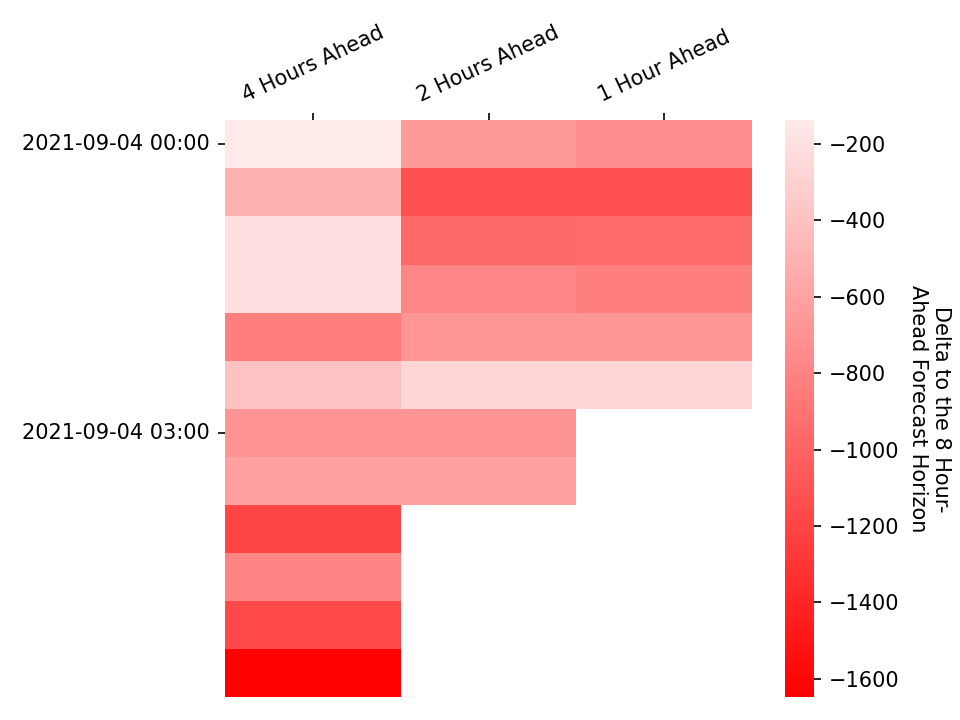 4 Hours Ahead
2 Hours Ahead
1 Hour Ahead
2021-09-04 00:00
2021-09-04 03:00
−200
−400
−600
−800
−1000
−1200
−1400
−1600
Delta to the 8 Hour-
Ahead Forecast Horizon